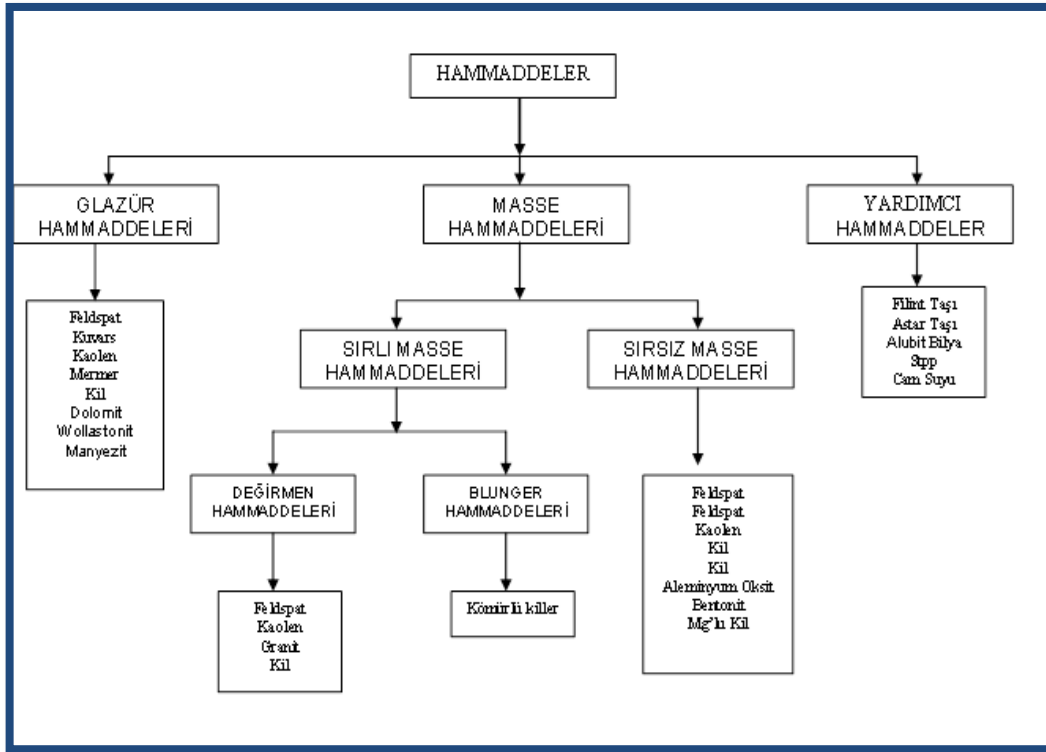 HAMMADDELER
GLAZÜR
HAMMADDELERİ
MASSE
HAMMADDELERİ
YARDIMCI
HAMMADDELER
Feldspat
Kuvars
Kaolen
Mermer
Kil
Dolomit
Wollastonit
Manyezit
SIRLI MASSE
HAMMADDELERİ
SIRSIZ MASSE
HAMMADDELERİ
Filint Taşı
Astar Taşı
Alubit Bilya
Stpp
Cam Suyu
DEĞİRMEN
HAMMADDELERİ
BLUNGER
HAMMADDELERİ
Feldspat
Feldspat
Kaolen
Kil
Kil
Aleminyum Oksit
Bentonit
Mg'lu Kil
Feldspat
Kaolen
Granit
Kil
Kömürlü killer